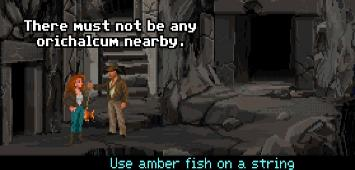 There must not be any
orichalcum nearby.
Use amber fish on a string